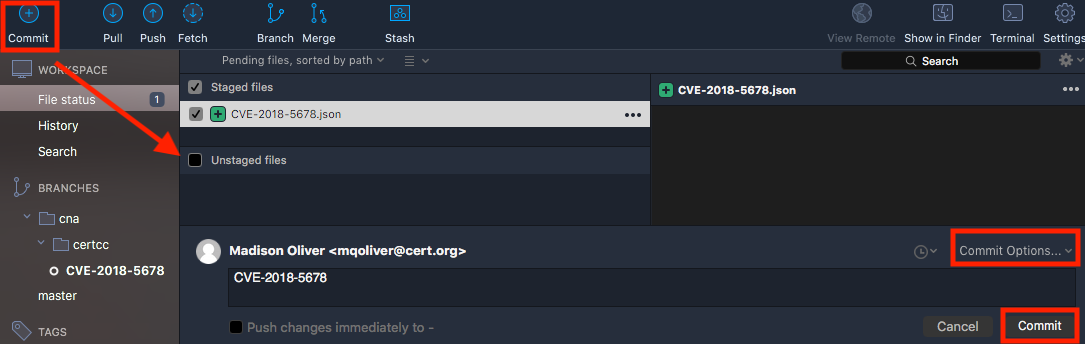 Commit Pull Push Fetch Branch Merge Stash View Remote Show in Finder Terminal Settings
WORKSPACE
File status 1
History
Search
BRANCHES
cna
certcc
CVE-2018-5678
master
TAGS
Pending files, sorted by path
Search
Staged files
CVE-2018-5678.json
Unstaged files
CVE-2018-5678.json
Madison Oliver <mqoliver@cert.org>
Commit Options...
CVE-2018-5678
Push changes immediately to -
Cancel
Commit